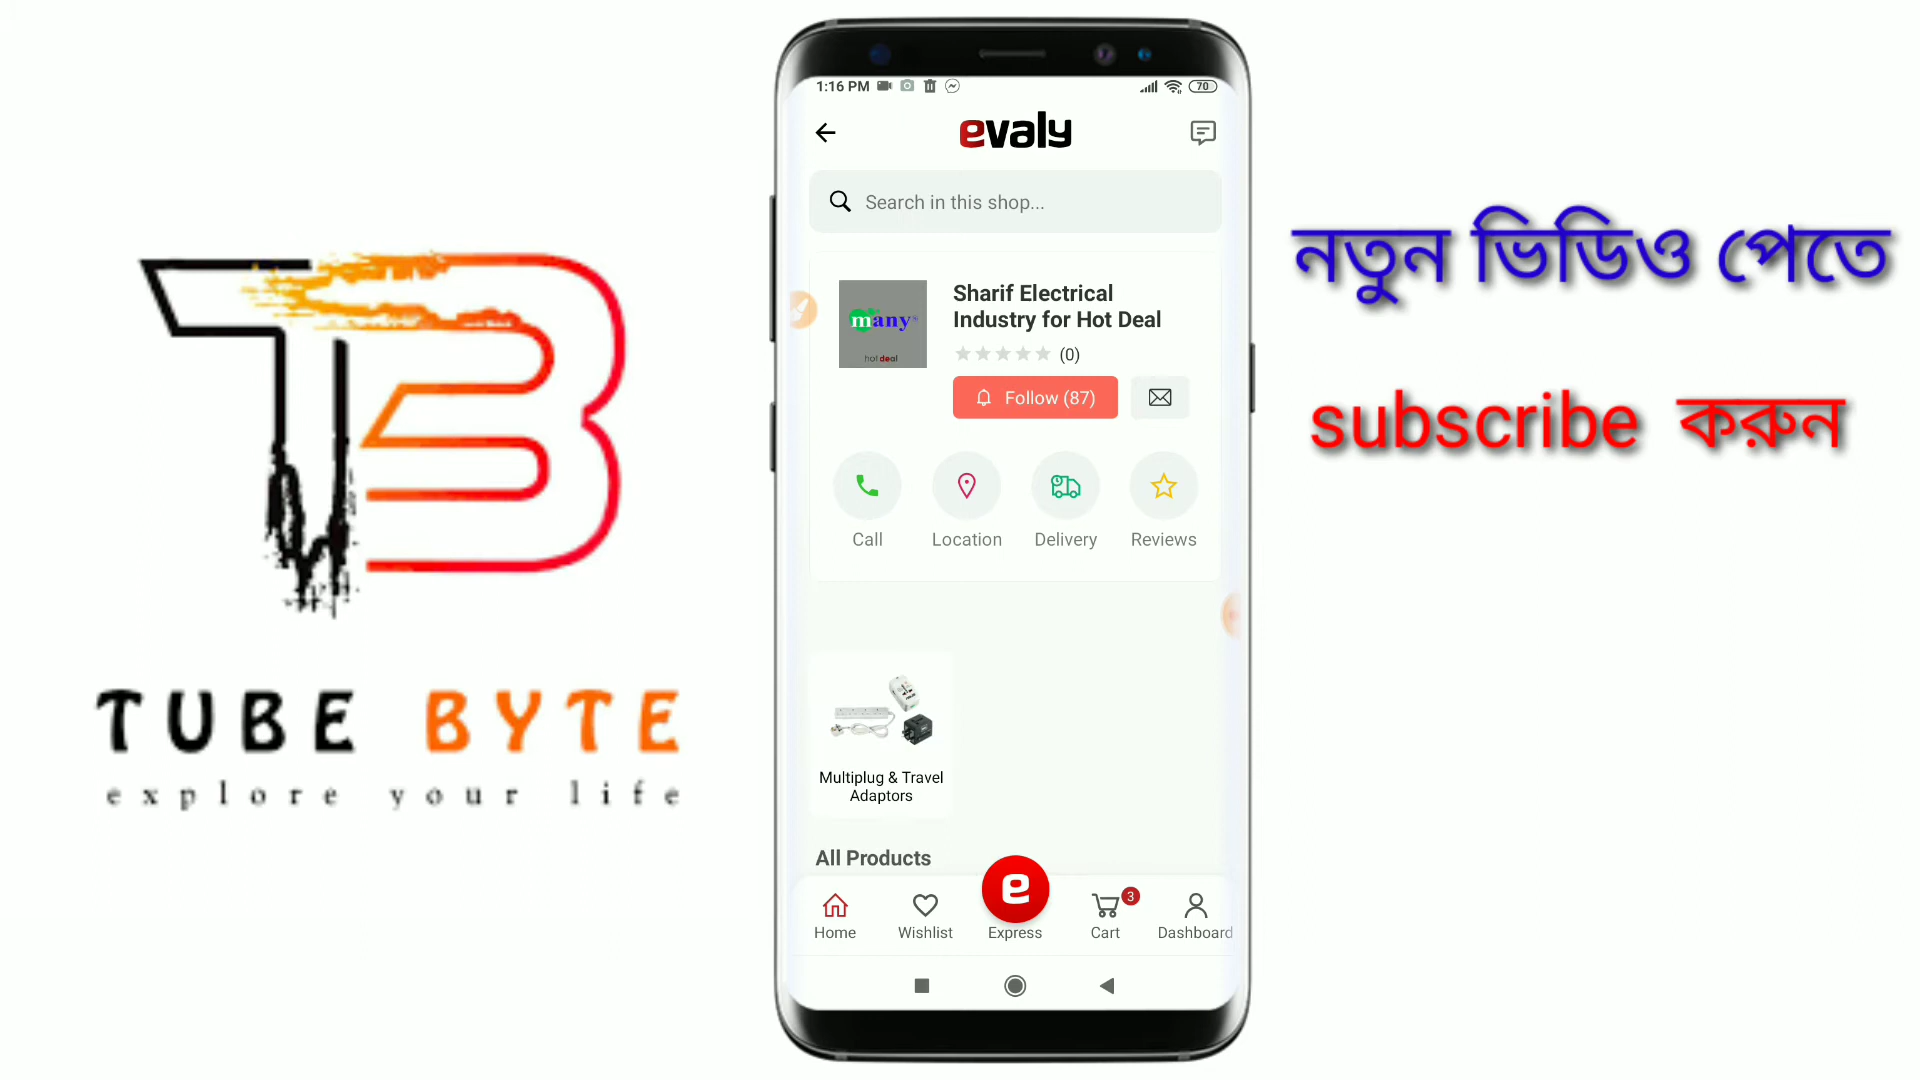 TB
TUBE BYTE
explore your life
1:16 PM
70
evaly
Search in this shop...
many
hot deal
Sharif Electrical
Industry for Hot Deal
(0)
Follow (87)
Call
Location
Delivery
Reviews
Multiplug & Travel
Adaptors
All Products
Home
Wishlist
e
Express
3
Cart
Dashboard
নতুন ভিডিও পেতে
subscribe করুন